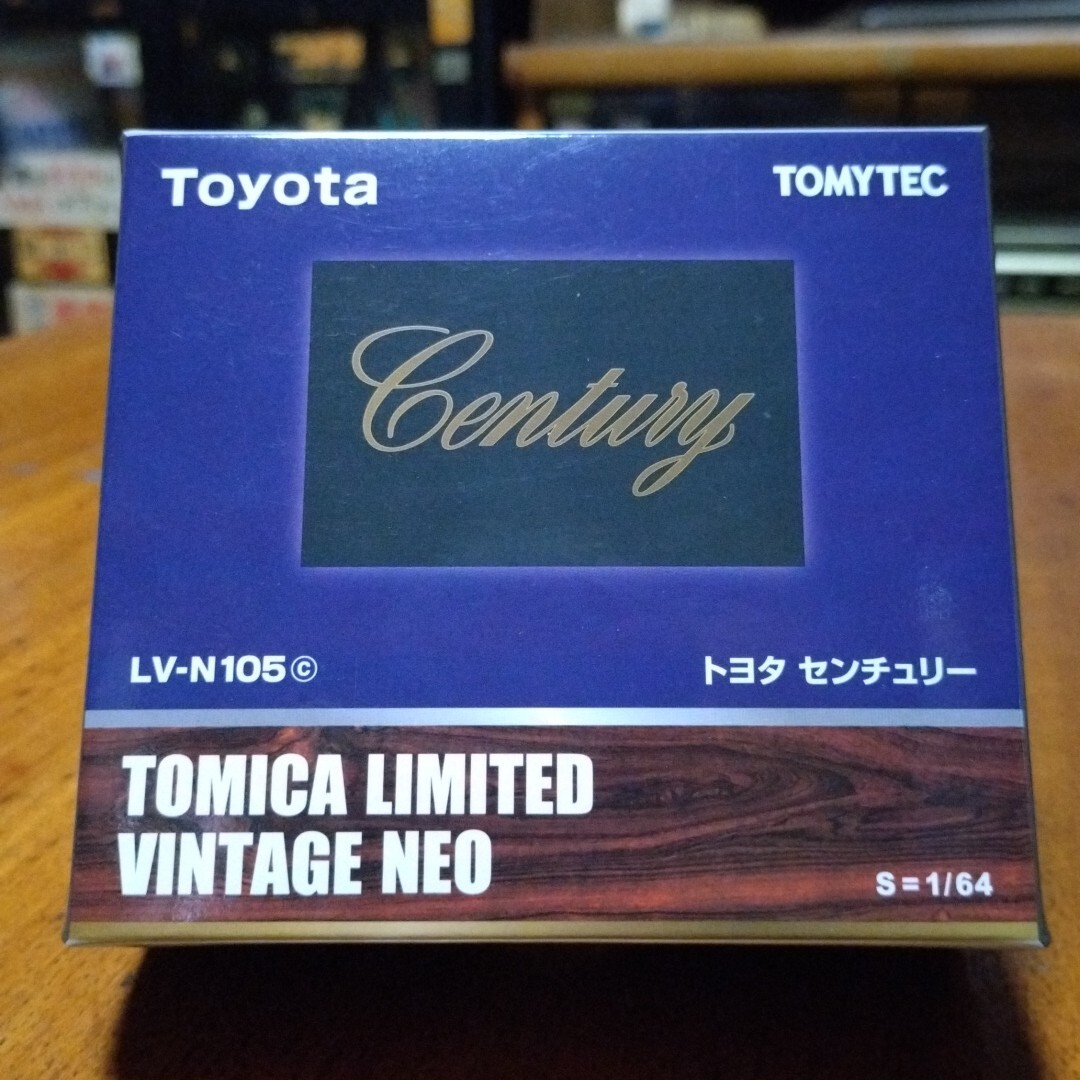 Toyota
TOMYTEC
Century
LV-N105ⓒ
トヨタ センチュリー
TOMICA LIMITED
VINTAGE NEO
S=1/64